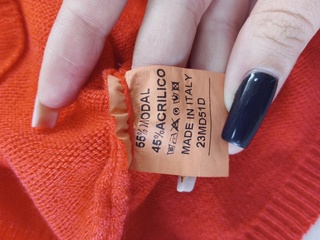 55% MODAL
45% ACRILICO
MADE IN ITALY
23MD51D